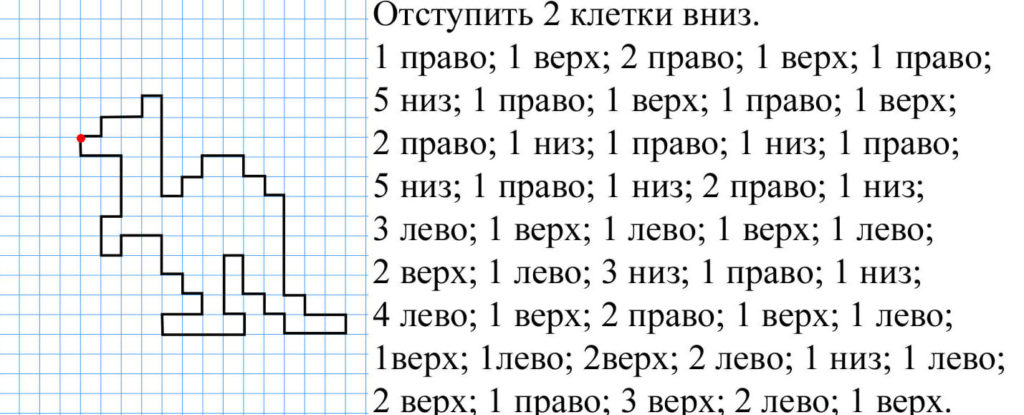 Отступить 2 клетки вниз.
1 право; 1 верх; 2 право; 1 верх; 1 право;
5 низ; 1 право; 1 верх; 1 право; 1 верх;
2 право; 1 низ; 1 право; 1 низ; 1 право;
5 низ; 1 право; 1 низ; 2 право; 1 низ;
3 лево; 1 верх; 1 лево; 1 верх; 1 лево;
2 верх; 1 лево; 3 низ; 1 право; 1 низ;
4 лево; 1 верх; 2 право; 1 верх; 1 лево;
1верх; 1лево; 2верх; 2 лево; 1 низ; 1 лево;
2 верх; 1 право; 3 верх; 2 лево; 1 верх.